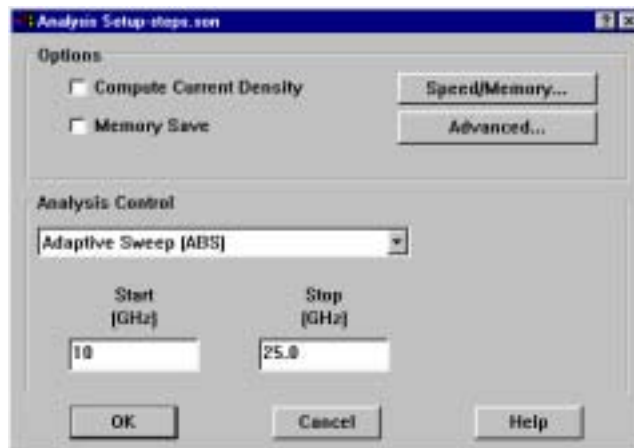 Analysis Setup-steps.son
Options
Compute Current Density
Speed/Memory...
Memory Save
Advanced...
Analysis Control
Adaptive Sweep (ABS)
Start
(GHz)
Stop
(GHz)
10
25.0
OK
Cancel
Help